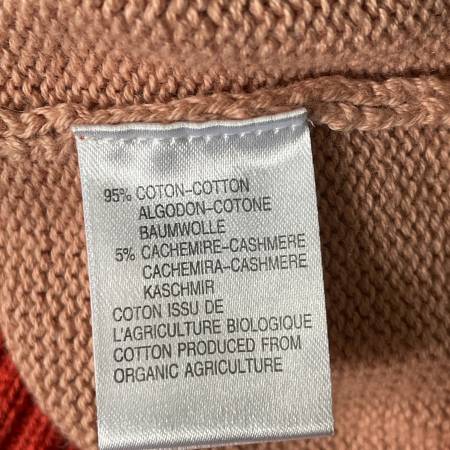 95% COTON-COTTON
ALGODON-COTONE
BAUMWOLLE
5% CACHEMIRE-CASHMERE
CACHEMIRA-CASHMERE
KASCHMIR
COTON ISSU DE
L'AGRICULTURE BIOLOGIQUE
COTTON PRODUCED FROM
ORGANIC AGRICULTURE